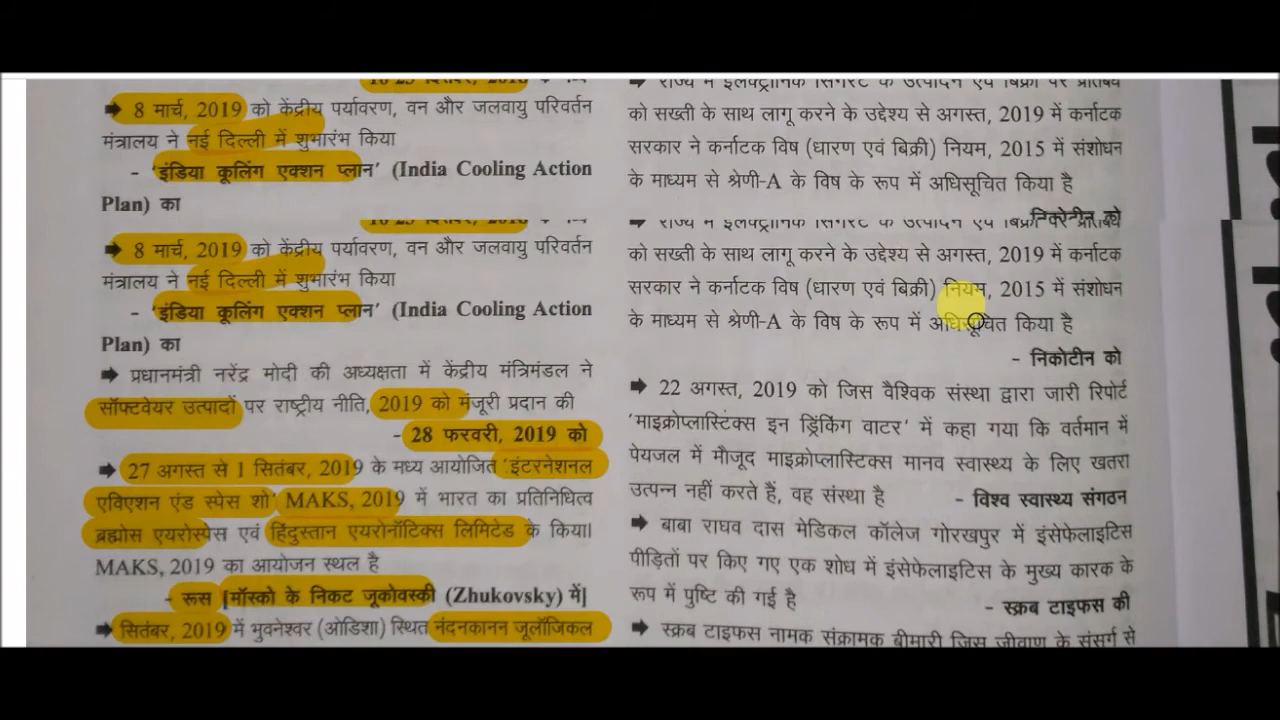 ➡ 8 मार्च, 2019 को केंद्रीय पर्यावरण, वन और जलवायु परिवर्तन
मंत्रालय ने नई दिल्ली में शुभारंभ किया
- 'इंडिया कूलिंग एक्शन प्लान' (India Cooling Action
Plan) का
➡ 8 मार्च, 2019 को केंद्रीय पर्यावरण, वन और जलवायु परिवर्तन
मंत्रालय ने नई दिल्ली में शुभारंभ किया
- 'इंडिया कूलिंग एक्शन प्लान' (India Cooling Action
Plan) का
➡ प्रधानमंत्री नरेंद्र मोदी की अध्यक्षता में केंद्रीय मंत्रिमंडल ने
सॉफ्टवेयर उत्पादों पर राष्ट्रीय नीति, 2019 को मंजूरी प्रदान की
- 28 फरवरी, 2019 को
➡ 27 अगस्त से 1 सितंबर, 2019 के मध्य आयोजित 'इंटरनेशनल
एविएशन एंड स्पेस शो' MAKS, 2019 में भारत का प्रतिनिधित्व
ब्रह्मोस एयरोस्पेस एवं हिंदुस्तान एयरोनॉटिक्स लिमिटेड के किया।
MAKS, 2019 का आयोजन स्थल है
- रूस [मॉस्को के निकट जूकोवस्की (Zhukovsky) में]
➡ सितंबर, 2019 में भुवनेश्वर (ओडिशा) स्थित नंदनकानन जूलॉजिकल
राज्य में इलेक्ट्रॉनिक सिगरेट के उत्पादन एवं बिक्री पर प्रतिबंध
को सख्ती के साथ लागू करने के उद्देश्य से अगस्त, 2019 में कर्नाटक
सरकार ने कर्नाटक विष (धारण एवं बिक्री) नियम, 2015 में संशोधन
के माध्यम से श्रेणी-A के विष के रूप में अधिसूचित किया है
निकोटीन को
राज्य में इलेक्ट्रॉनिक सिगरेट के उत्पादन एवं
को सख्ती के साथ लागू करने के उद्देश्य से अगस्त, 2019 में कर्नाटक
सरकार ने कर्नाटक विष (धारण एवं बिक्री) नियम, 2015 में संशोधन
के माध्यम से श्रेणी-A के विष के रूप में अधिसूचित किया है
- निकोटीन को
➡ 22 अगस्त, 2019 को जिस वैश्विक संस्था द्वारा जारी रिपोर्ट
'माइक्रोप्लास्टिक्स इन ड्रिंकिंग वाटर' में कहा गया कि वर्तमान में
पेयजल में मौजूद माइक्रोप्लास्टिक्स मानव स्वास्थ्य के लिए खतरा
उत्पन्न नहीं करते हैं, वह संस्था है - विश्व स्वास्थ्य संगठन
➡ बाबा राघव दास मेडिकल कॉलेज गोरखपुर में इंसेफेलाइटिस
पीड़ितों पर किए गए एक शोध में इंसेफेलाइटिस के मुख्य कारक के
रूप में पुष्टि की गई है - स्क्रब टाइफस की
➡ स्क्रब टाइफस नामक संक्रामक बीमारी जिस जीवाणु के संसर्ग से